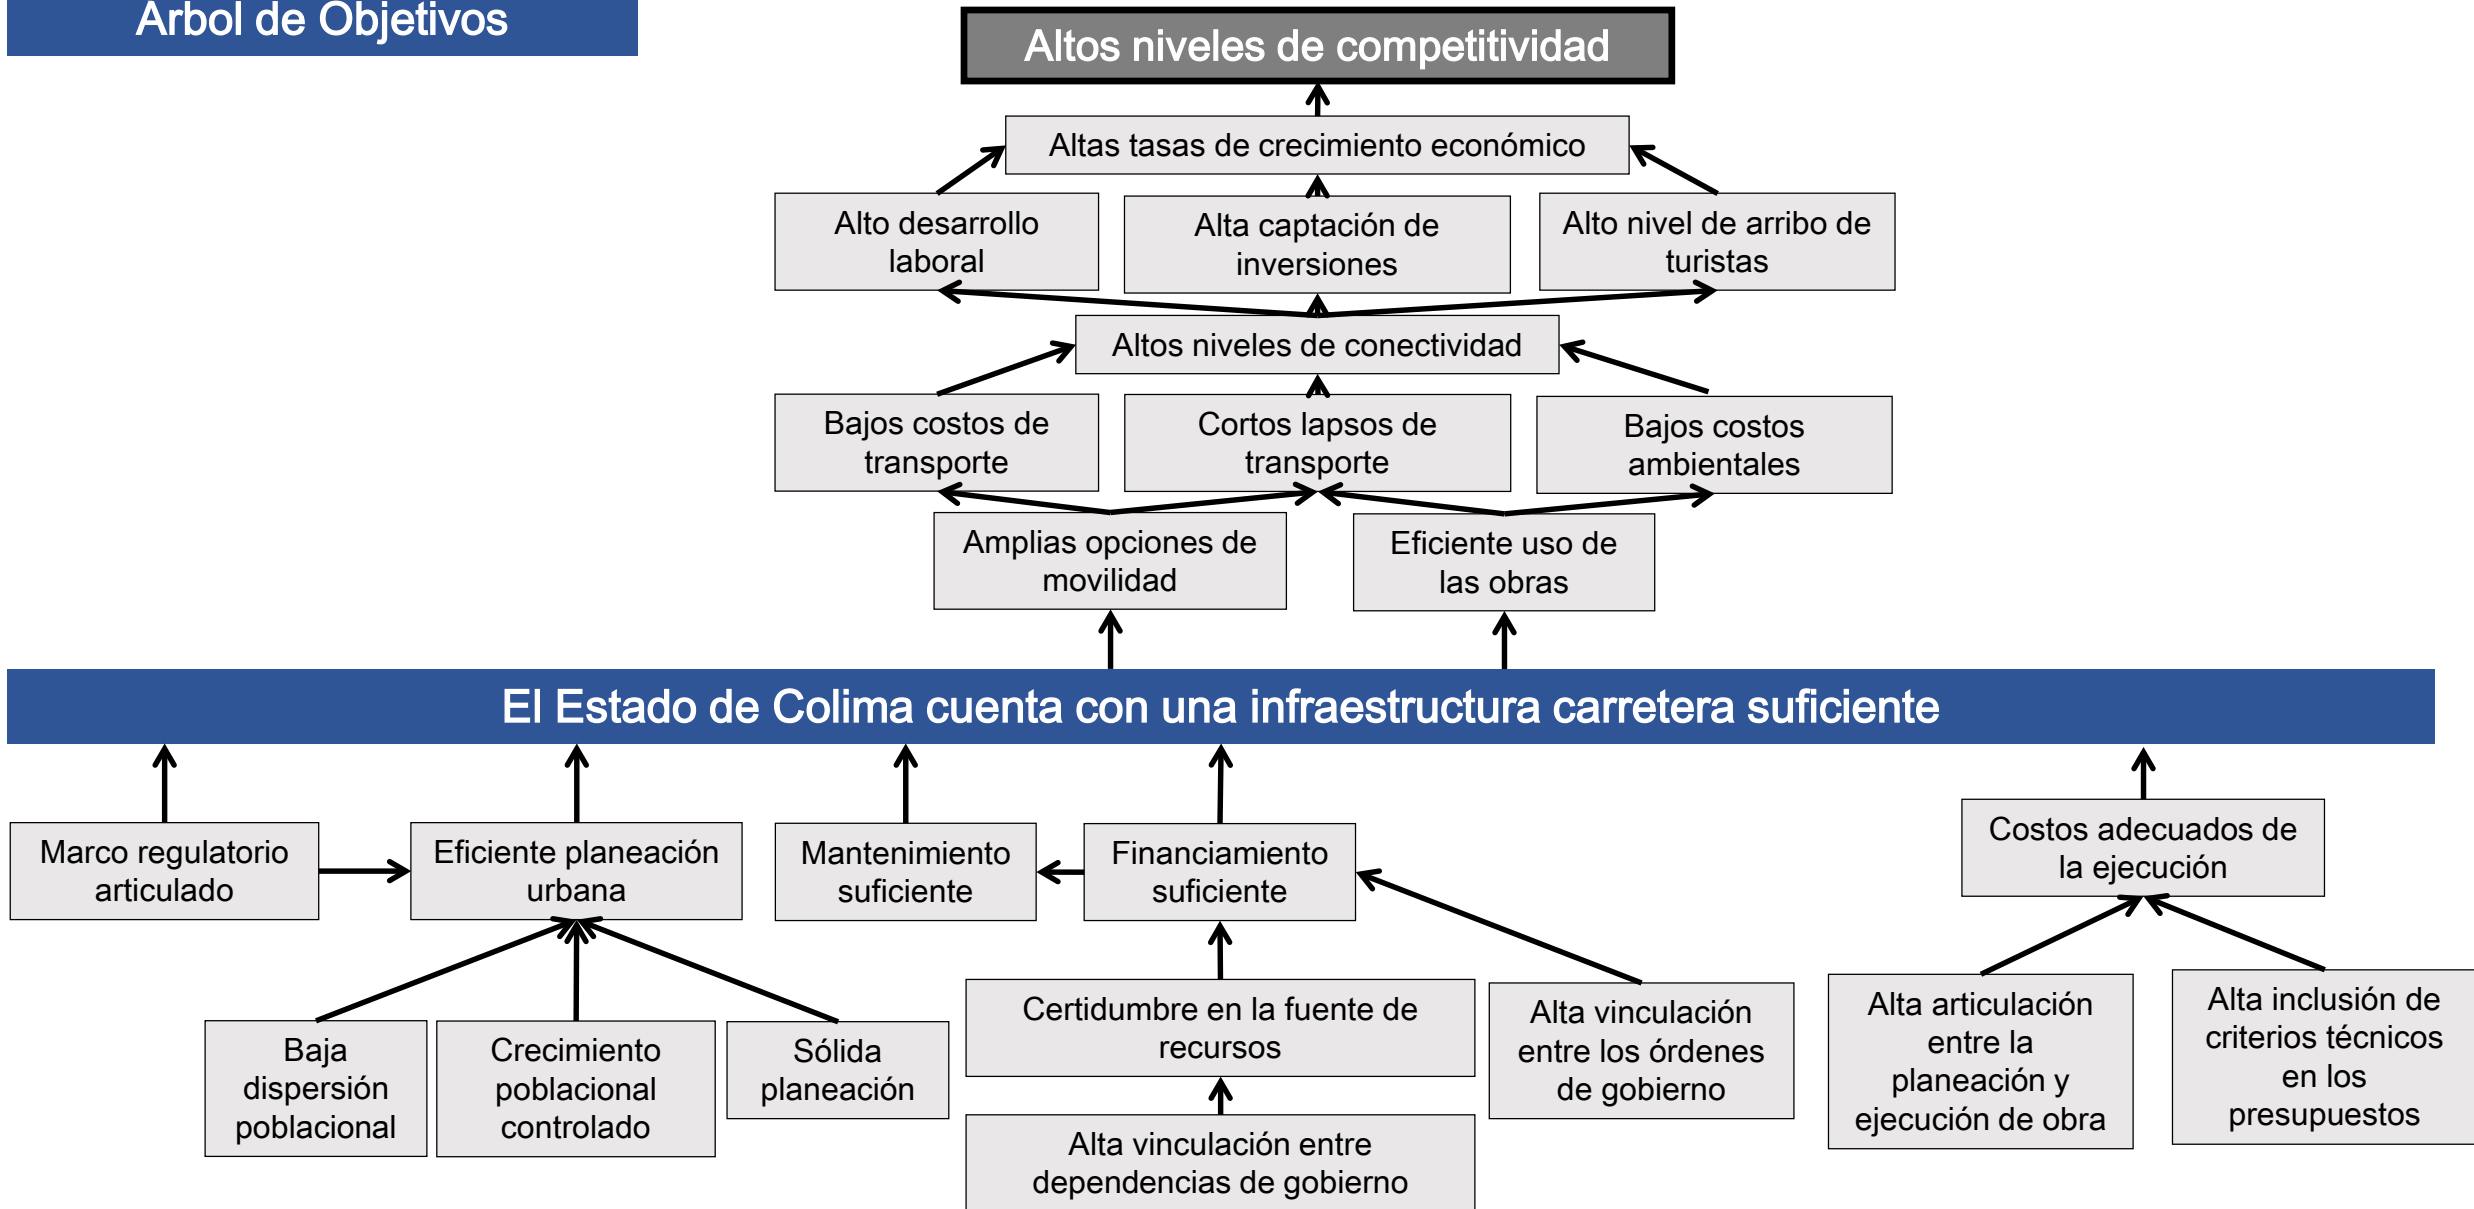 Arbol de Objetivos
Altos niveles de competitividad
Altas tasas de crecimiento económico
Alto desarrollo
laboral
Alta captación de
inversiones
Alto nivel de arribo de
turistas
Altos niveles de conectividad
Bajos costos de
transporte
Cortos lapsos de
transporte
Bajos costos
ambientales
Amplias opciones de
movilidad
Eficiente uso de
las obras
El Estado de Colima cuenta con una infraestructura carretera suficiente
Marco regulatorio
articulado
Eficiente planeación
urbana
Mantenimiento
suficiente
Financiamiento
suficiente
Costos adecuados de
la ejecución
Baja
dispersión
poblacional
Crecimiento
poblacional
controlado
Sólida
planeación
Certidumbre en la fuente de
recursos
Alta vinculación
entre los órdenes
de gobierno
Alta articulación
entre la
planeación y
ejecución de obra
Alta inclusión de
criterios técnicos
en los
presupuestos
Alta vinculación entre
dependencias de gobierno